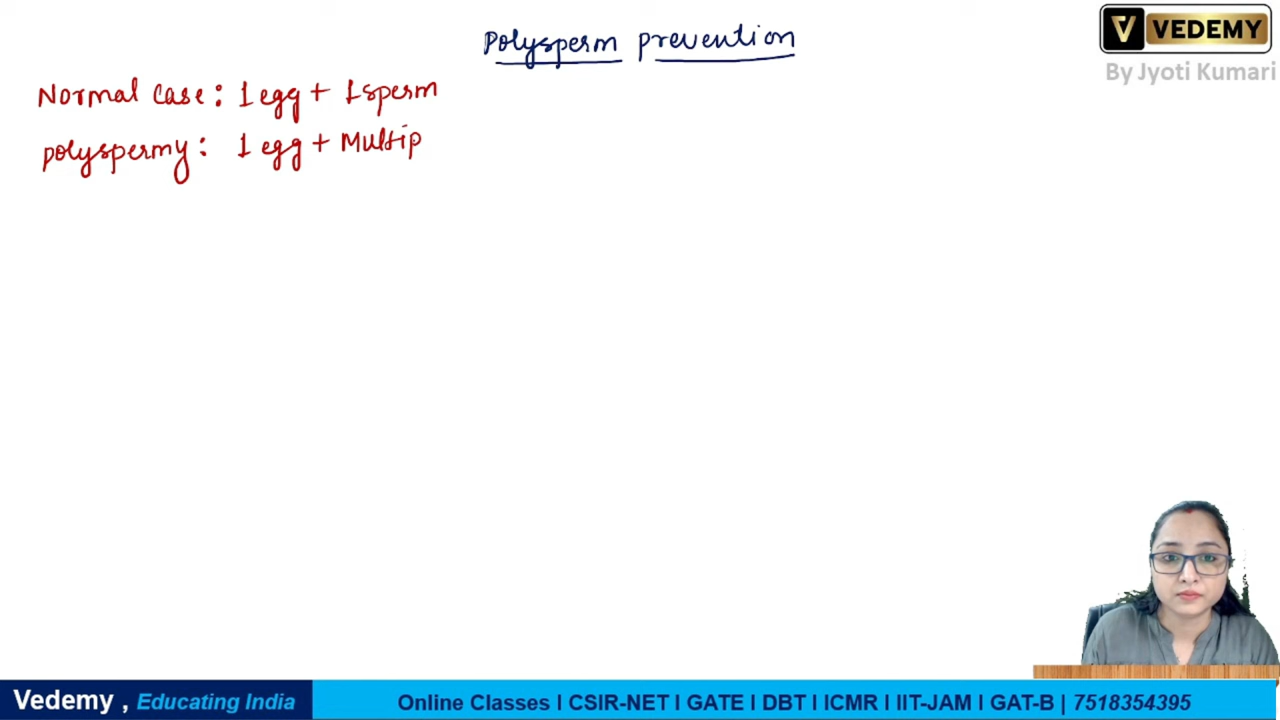 Polysperm prevention
VEDEMY
By Jyoti Kumari
Normal Case : 1 egg + 1 sperm
polyspermy : 1 egg + Multip
Vedemy , Educating India
Online Classes I CSIR-NET I GATE I DBT I ICMR I IIT-JAM I GAT-B | 7518354395